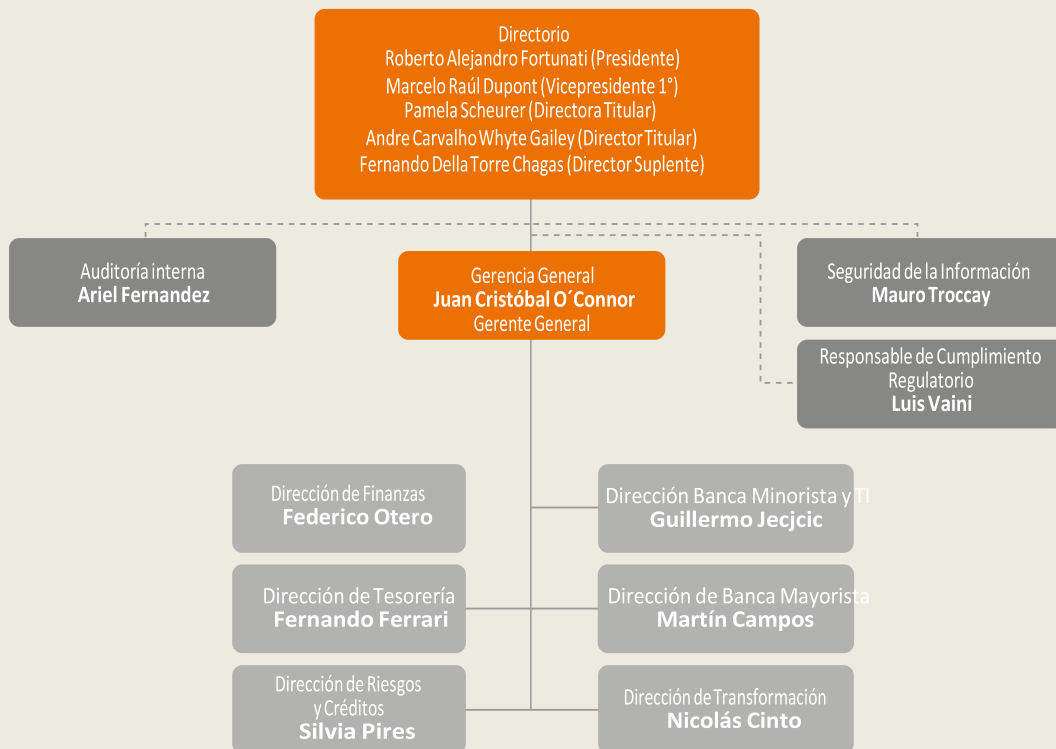 Directorio
Roberto Alejandro Fortunati (Presidente)
Marcelo Raúl Dupont (Vicepresidente 1°)
Pamela Scheurer (Directora Titular)
Andre Carvalho Whyte Gailey (Director Titular)
Fernando Della Torre Chagas (Director Suplente)
Auditoría interna
Ariel Fernandez
Gerencia General
Juan Cristóbal O´Connor
Gerente General
Seguridad de la Información
Mauro Troccay
Responsable de Cumplimiento
Regulatorio
Luis Vaini
Dirección de Finanzas
Federico Otero
Dirección Banca Minorista y TI
Guillermo Jecjcic
Dirección de Tesorería
Fernando Ferrari
Dirección de Banca Mayorista
Martín Campos
Dirección de Riesgos
y Créditos
Silvia Pires
Dirección de Transformación
Nicolás Cinto